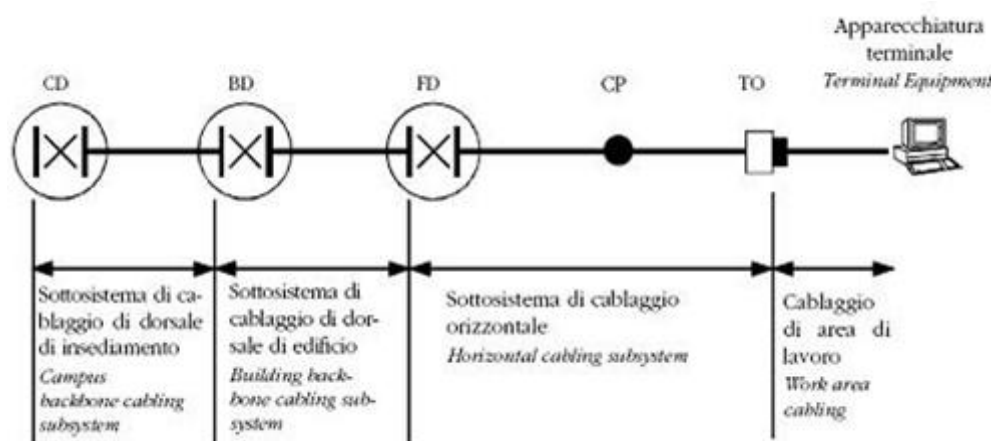 Apparecchiatura
terminale
Terminal Equipment
CD
BD
FD
CP
TO
Sottosistema di ca-
blaggio di dorsale
di insediamento
Campus
backbone cabling
subsystem
Sottosistema di
cablaggio di dor-
sale di edificio
Building back-
bone cabling sub-
system
Sottosistema di cablaggio
orizzontale
Horizontal cabling subsystem
Cablaggio
di area di
lavoro
Work area
cabling